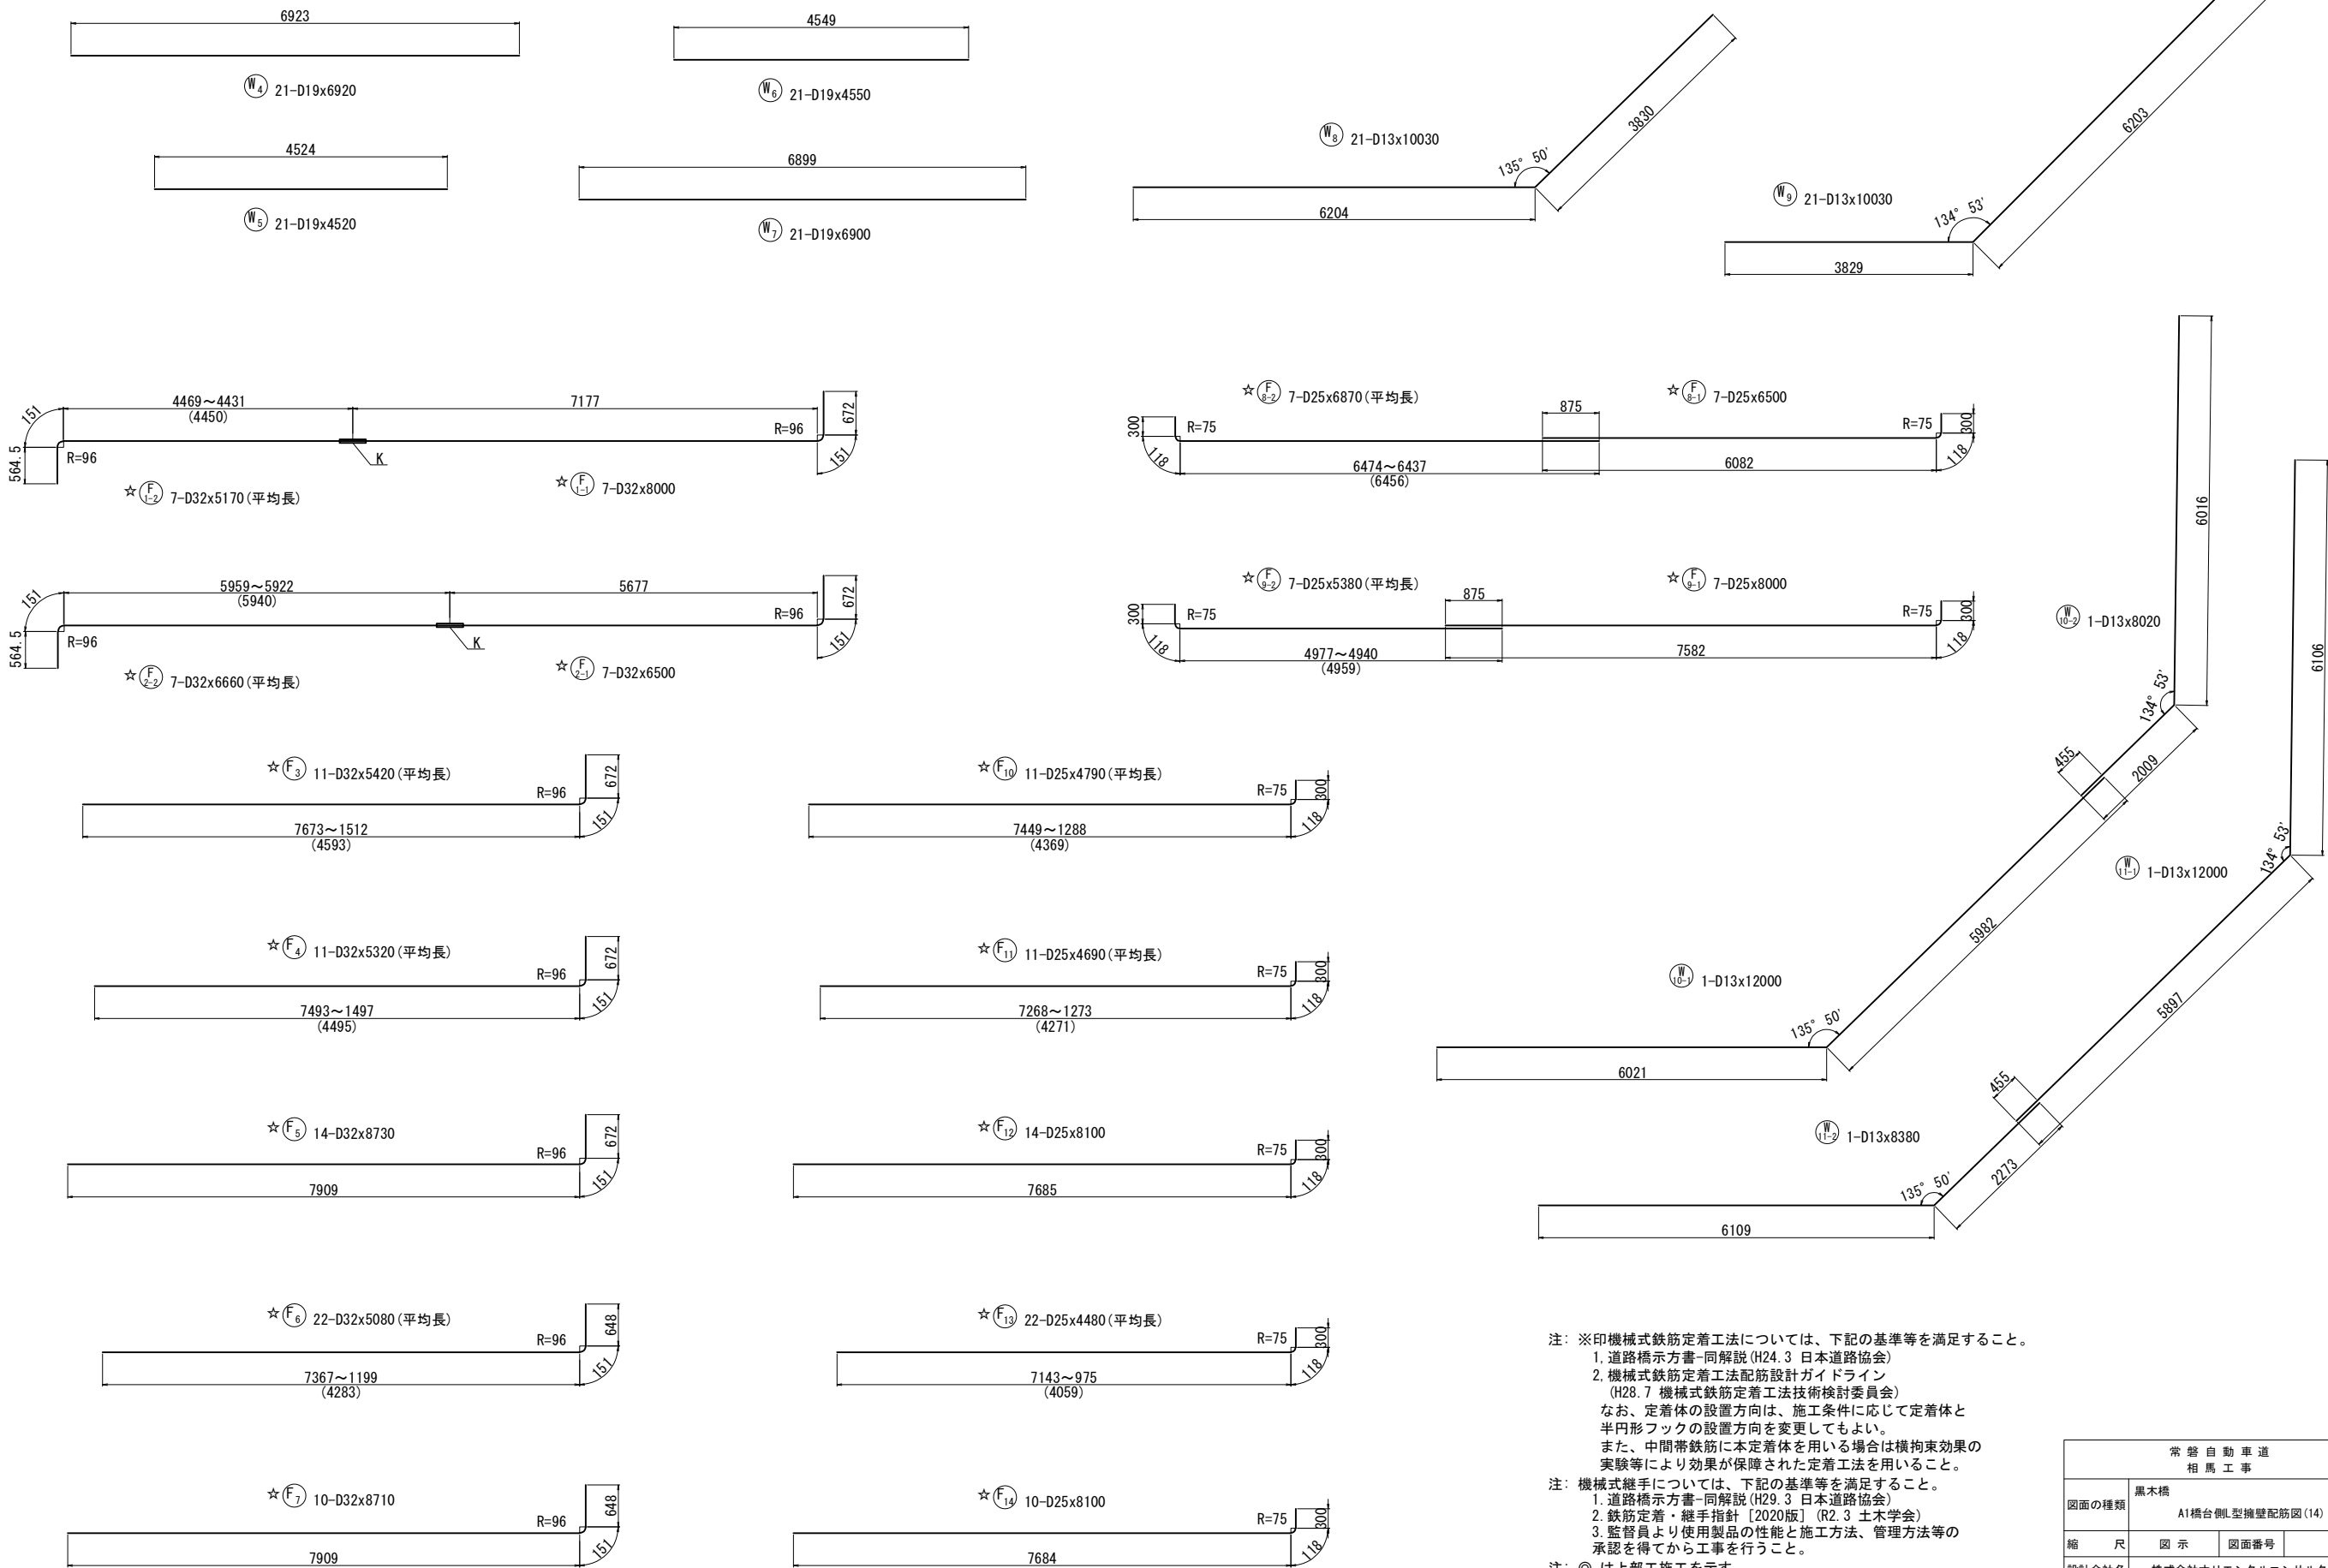 6923
W4 21-D19x6920
4549
W6 21-D19x4550
4524
W5 21-D19x4520
6899
W7 21-D19x6900
W8 21-D13x10030
3830
135° 50'
6204
W9 21-D13x10030
6203
134° 53'
3829
151
4469～4431
(4450)
7177
672
R=96
564.5
R=96
K
151
☆F1-2 7-D32x5170(平均長)
☆F1-1 7-D32x8000
☆F8-2 7-D25x6870(平均長)
☆F8-1 7-D25x6500
875
300
R=75
R=75
300
118
6474～6437
(6456)
6082
118
151
5959～5922
(5940)
5677
672
R=96
564.5
R=96
K
151
☆F2-2 7-D32x6660(平均長)
☆F2-1 7-D32x6500
☆F9-2 7-D25x5380(平均長)
☆F9-1 7-D25x8000
875
300
R=75
R=75
300
118
4977～4940
(4959)
7582
118
☆F3 11-D32x5420(平均長)
R=96
672
7673～1512
(4593)
151
☆F10 11-D25x4790(平均長)
R=75
300
7449～1288
(4369)
118
☆F4 11-D32x5320(平均長)
R=96
672
7493～1497
(4495)
151
☆F11 11-D25x4690(平均長)
R=75
300
7268～1273
(4271)
118
☆F5 14-D32x8730
R=96
672
7909
151
☆F12 14-D25x8100
R=75
300
7685
118
☆F6 22-D32x5080(平均長)
R=96
648
7367～1199
(4283)
151
☆F13 22-D25x4480(平均長)
R=75
300
7143～975
(4059)
118
☆F7 10-D32x8710
R=96
648
7909
151
☆F14 10-D25x8100
R=75
300
7684
118
6016
W10-2 1-D13x8020
134° 53'
455
2009
5982
W10-1 1-D13x12000
135° 50'
6021
6106
134° 53'
W11-1 1-D13x12000
5897
455
W11-2 1-D13x8380
2273
135° 50'
6109
注: ※印機械式鉄筋定着工法については、下記の基準等を満足すること。
1,道路橋示方書-同解説(H24.3 日本道路協会)
2,機械式鉄筋定着工法配筋設計ガイドライン
(H28.7 機械式鉄筋定着工法技術検討委員会)
なお、定着体の設置方向は、施工条件に応じて定着体と
半円形フックの設置方向を変更してもよい。
また、中間帯鉄筋に本定着体を用いる場合は横拘束効果の
実験等により効果が保障された定着工法を用いること。
注: 機械式継手については、下記の基準等を満足すること。
1.道路橋示方書-同解説(H29.3 日本道路協会)
2.鉄筋定着・継手指針［2020版］(R2.3 土木学会)
3.監督員より使用製品の性能と施工方法、管理方法等の
承認を得てから工事を行うこと。
常磐自動車道
相馬工事
図面の種類
黒木橋
A1橋台側L型擁壁配筋図(14)
縮 尺 図 示 図面番号